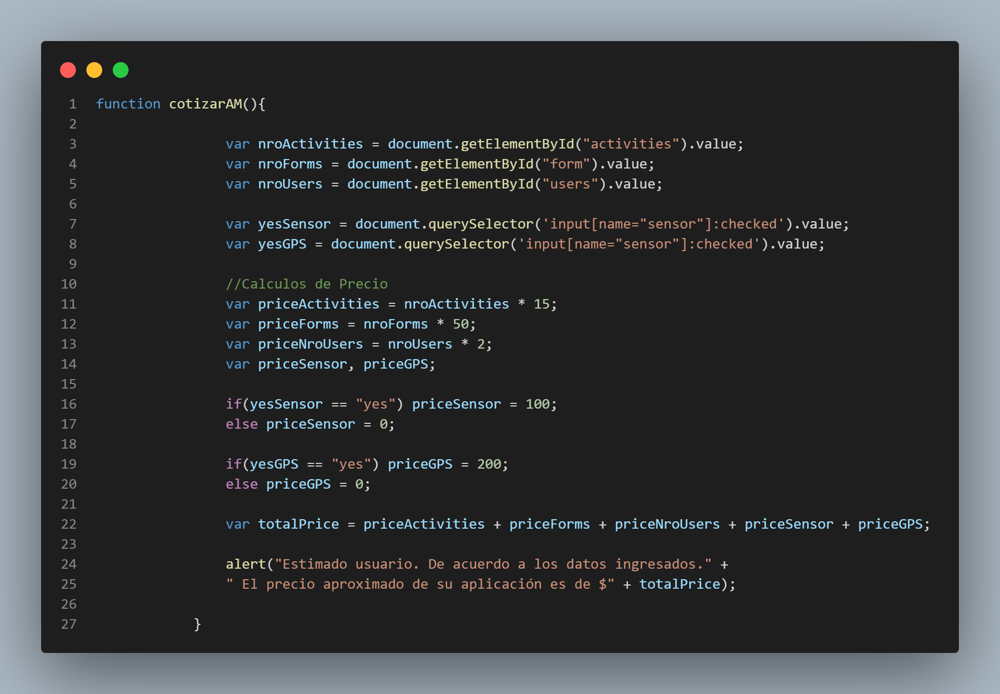 1 function cotizarAM(){
2
3 var nroActivities = document.getElementById("activities").value;
4 var nroForms = document.getElementById("form").value;
5 var nroUsers = document.getElementById("users").value;
6
7 var yesSensor = document.querySelector('input[name="sensor"]:checked').value;
8 var yesGPS = document.querySelector('input[name="sensor"]:checked').value;
9
10 //Calculos de Precio
11 var priceActivities = nroActivities * 15;
12 var priceForms = nroForms * 50;
13 var priceNroUsers = nroUsers * 2;
14 var priceSensor, priceGPS;
15
16 if(yesSensor == "yes") priceSensor = 100;
17 else priceSensor = 0;
18
19 if(yesGPS == "yes") priceGPS = 200;
20 else priceGPS = 0;
21
22 var totalPrice = priceActivities + priceForms + priceNroUsers + priceSensor + priceGPS;
23
24 alert("Estimado usuario. De acuerdo a los datos ingresados." +
25 " El precio aproximado de su aplicación es de $" + totalPrice);
26
27 }